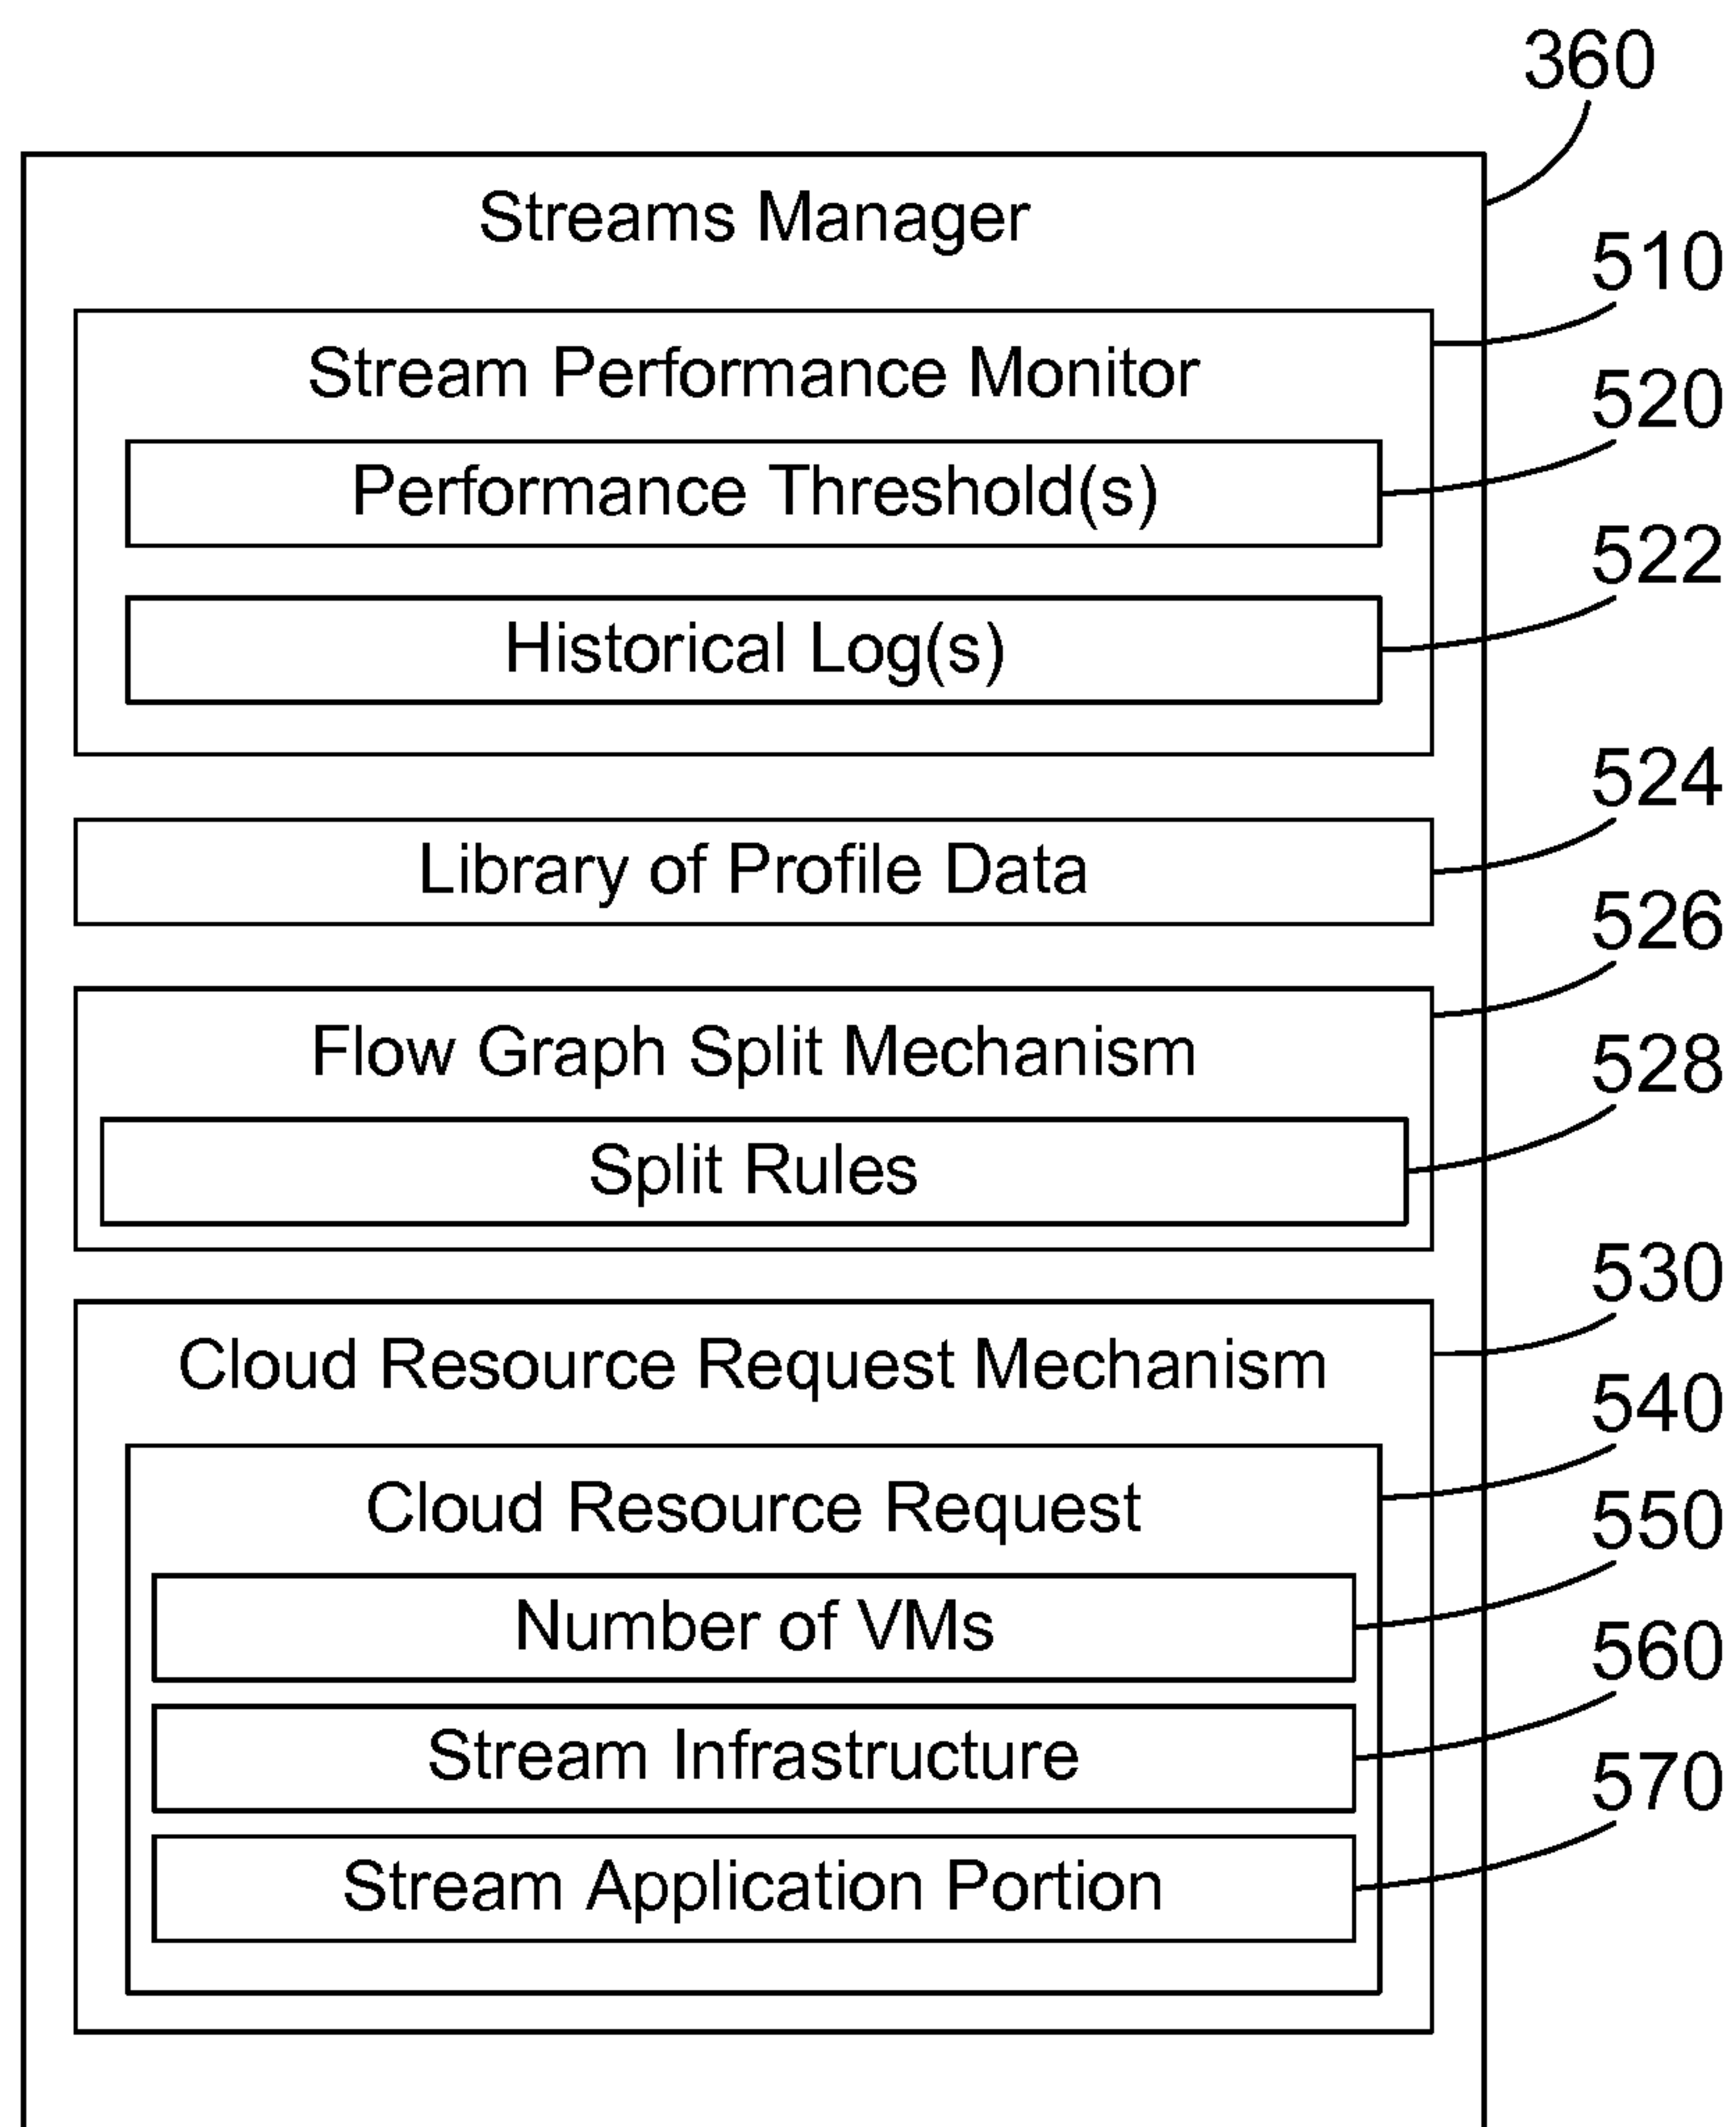 360
Streams Manager
510
Stream Performance Monitor
520
Performance Threshold(s)
522
Historical Log(s)
524
Library of Profile Data
526
Flow Graph Split Mechanism
528
Split Rules
530
Cloud Resource Request Mechanism
540
Cloud Resource Request
550
Number of VMs
560
Stream Infrastructure
570
Stream Application Portion